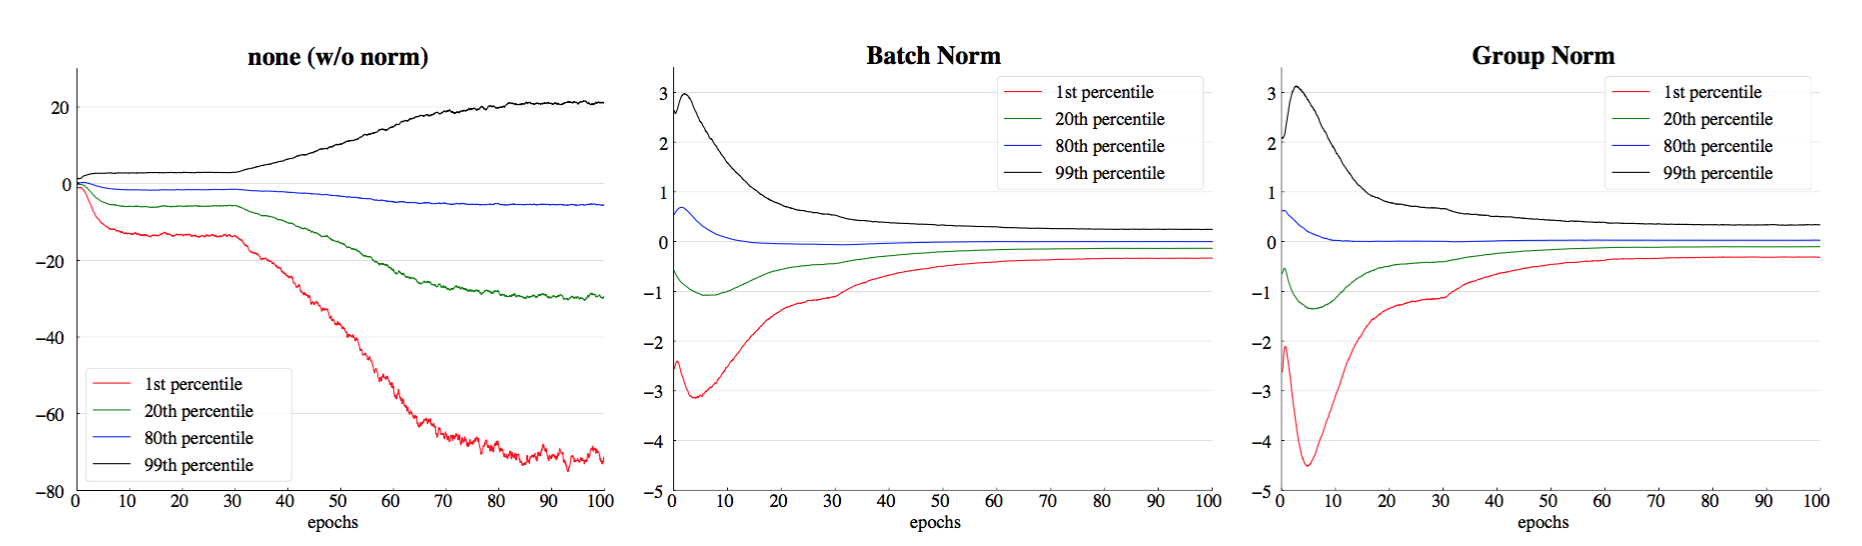 none (w/o norm)
20
0
−20
−40
−60
−80
1st percentile
20th percentile
80th percentile
99th percentile
0 10 20 30 40 50 60 70 80 90 100
epochs
Batch Norm
3
2
1
0
−1
−2
−3
−4
−5
1st percentile
20th percentile
80th percentile
99th percentile
0 10 20 30 40 50 60 70 80 90 100
epochs
Group Norm
3
2
1
0
−1
−2
−3
−4
−5
1st percentile
20th percentile
80th percentile
99th percentile
0 10 20 30 40 50 60 70 80 90 100
epochs